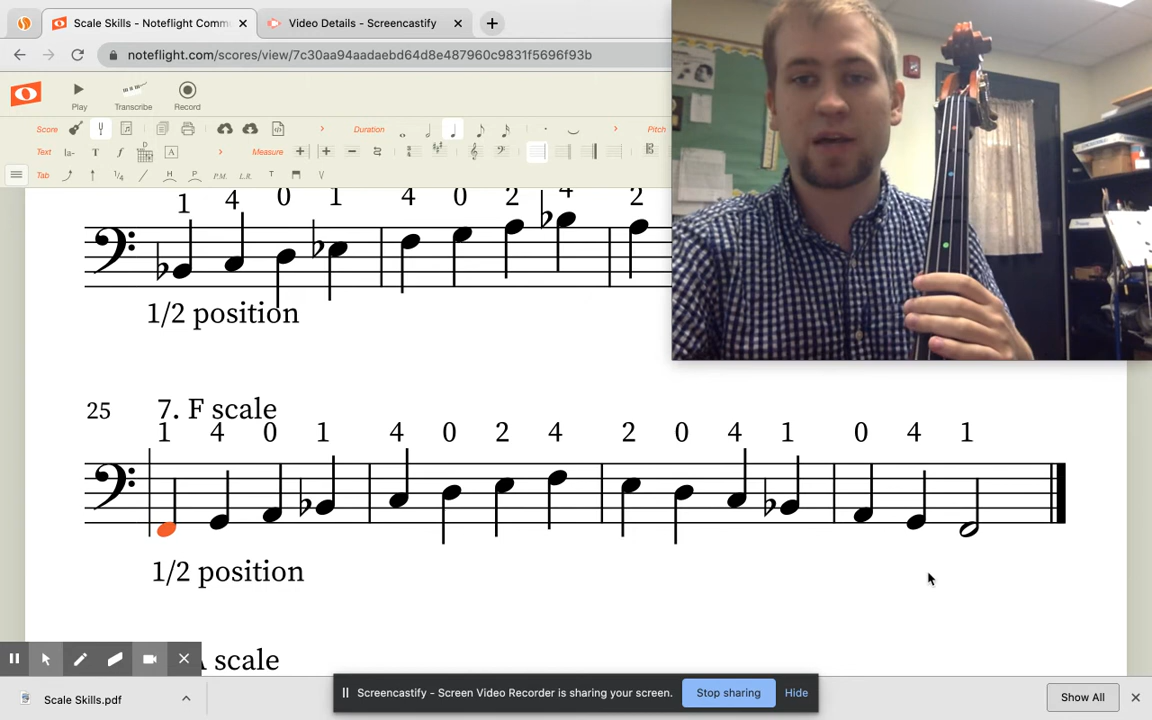 Scale Skills - Noteflight Comm
Video Details - Screencastify
noteflight.com/scores/view/7c30aa94aadaebd64d8e487960c9831f5696f93b
Play Transcribe Record
Score Duration Pitch
Text la- T f A Measure
Tab 1/4 H P P.M. L.R. T V
1 4 0 1 4 0 2 4 2
1/2 position
25 7. F scale
1 4 0 1 4 0 2 4 2 0 4 1 0 4 1
1/2 position
A scale
Screencastify - Screen Video Recorder is sharing your screen. Stop sharing Hide
Scale Skills.pdf
Show All